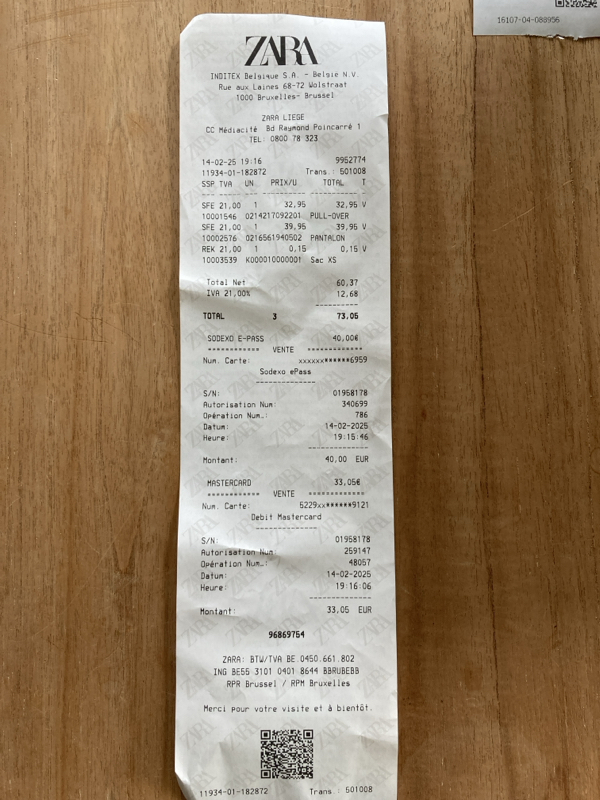 16107-04-088956
ZARA
INDITEX Belgique S.A. - Belgie N.V.
Rue aux Laines 68-72 Wolstraat
1000 Bruxelles- Brussel
ZARA LIEGE
CC Médiacité Bd Raymond Poincarré 1
TEL: 0800 78 323
14-02-25 19:16 9952774
11934-01-182872 Trans.: 501008
SSP TVA UN PRIX/U TOTAL T
SFE 21,00 1 32,95 32,95 V
10001546 0214217092201 PULL-OVER
SFE 21,00 1 39,95 39,95 V
10002576 0216561940502 PANTALON
REK 21,00 1 0,15 0,15 V
10003539 K000010000001 Sac XS
Total Net 60,37
IVA 21,00% 12,68
TOTAL 3 73,05
SODEXO E-PASS 40,00€
============ VENTE =============
Num. Carte: xxxxxx******6959
Sodexo ePass
S/N: 01958178
Autorisation Num: 340699
Opération Num.: 786
Datum: 14-02-2025
Heure: 19:15:46
Montant: 40,00 EUR
MASTERCARD 33,05€
============ VENTE =============
Num. Carte: 5229xx******9121
Debit Mastercard
S/N: 01958178
Autorisation Num: 259147
Opération Num.: 48057
Datum: 14-02-2025
Heure: 19:16:06
Montant: 33,05 EUR
96869754
ZARA: BTW/TVA BE.0450.661.802
ING BE55 3101 0401 8644 BBRUBEBB
RPR Brussel / RPM Bruxelles
Merci pour votre visite et à bientôt.
11934-01-182872 Trans.: 501008